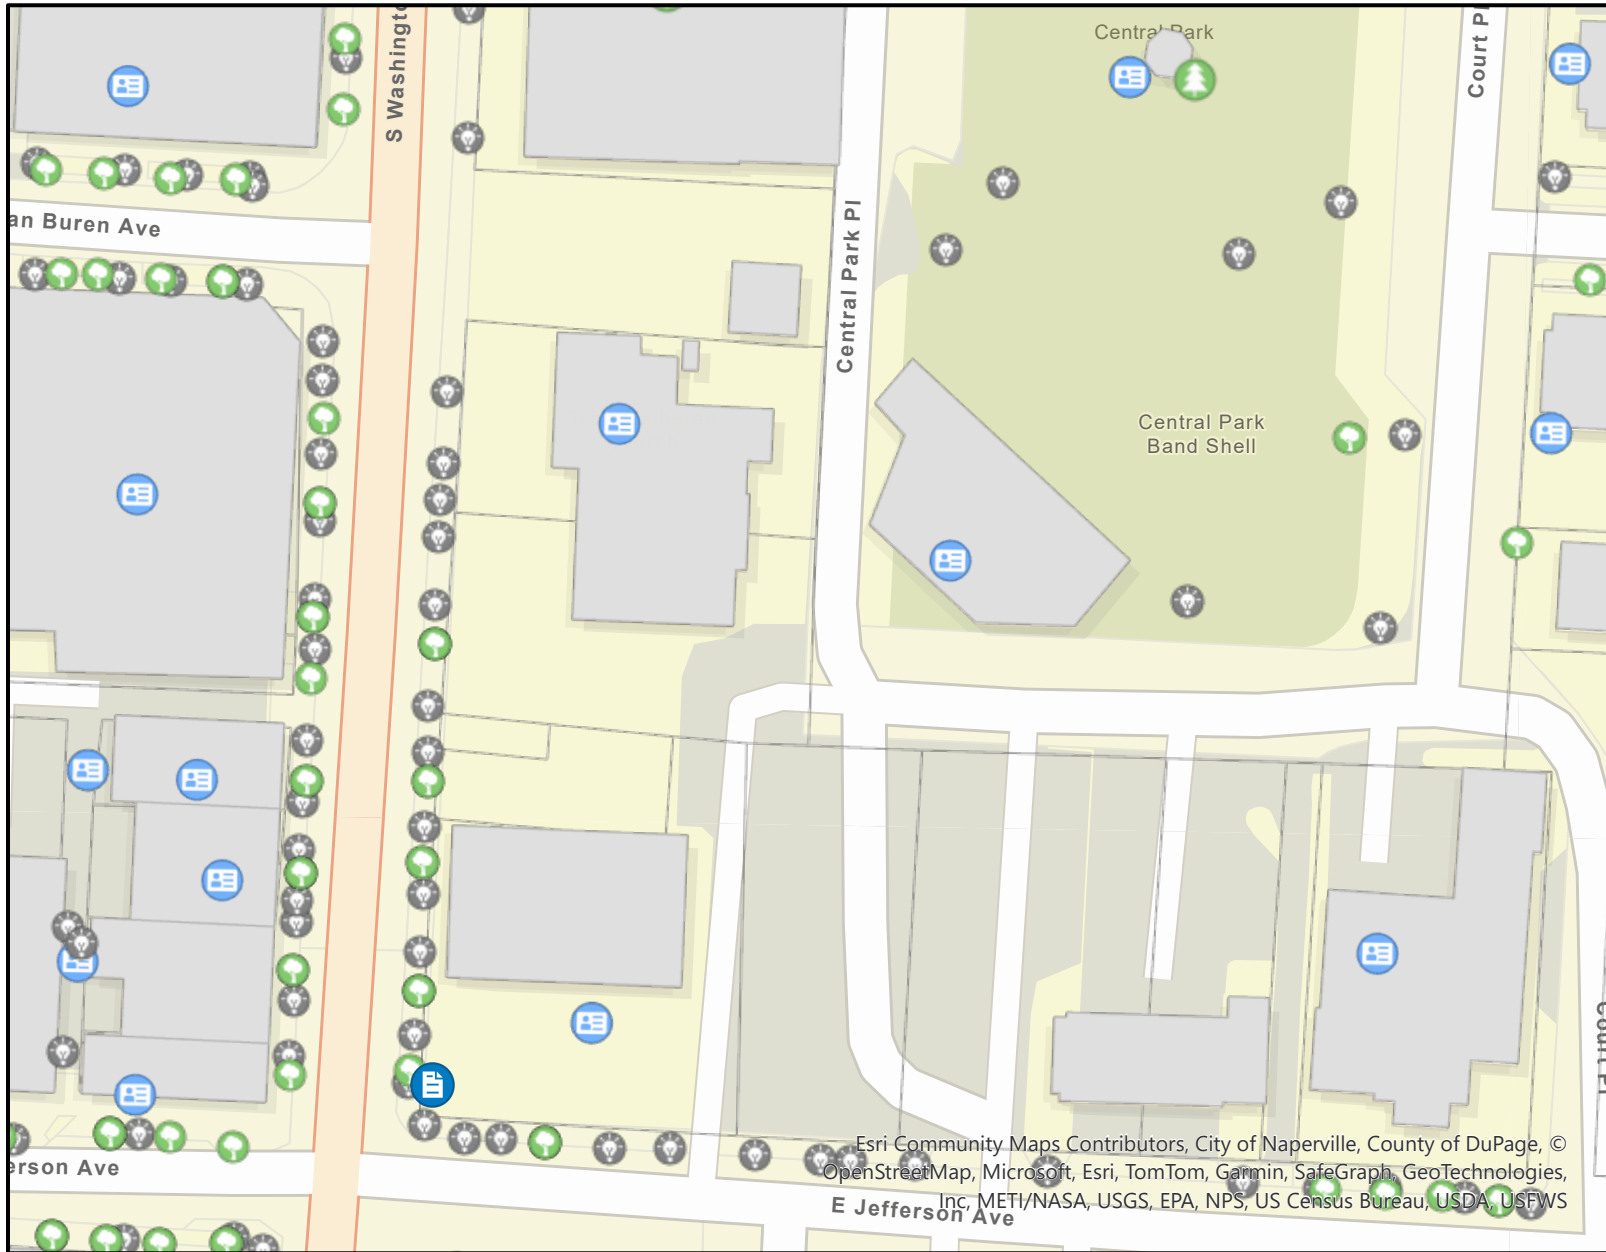 S Washingto
Central Park
Court Pl
an Buren Ave
Central Park Pl
Central Park
Band Shell
Court Pl
erson Ave
E Jefferson Ave
Esri Community Maps Contributors, City of Naperville, County of DuPage, ©
OpenStreetMap, Microsoft, Esri, TomTom, Garmin, SafeGraph, GeoTechnologies,
Inc, METI/NASA, USGS, EPA, NPS, US Census Bureau, USDA, USFWS